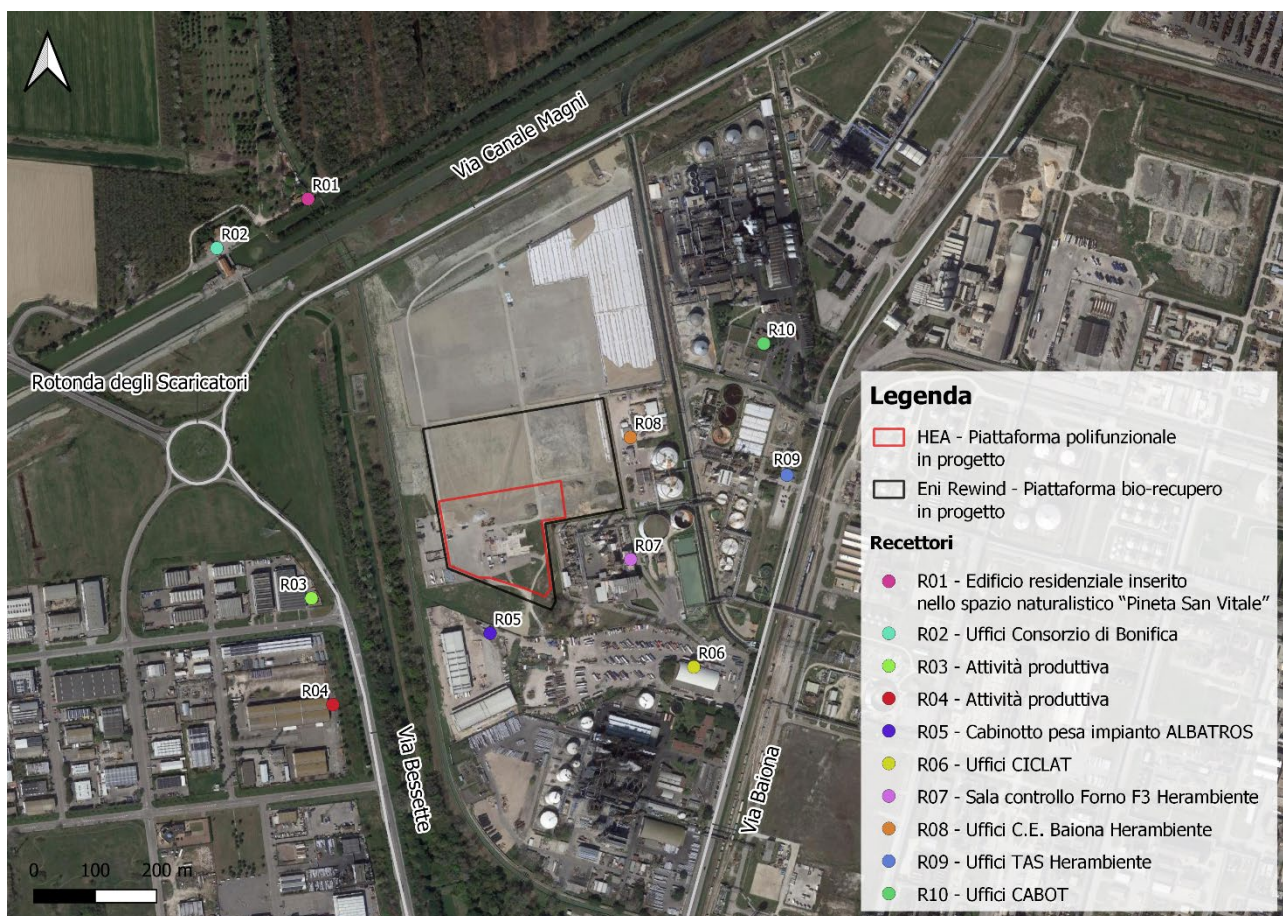 Via Canale Magni
R01
R02
R10
Rotonda degli Scaricatori
R08
R09
R07
R03
R05
R06
R04
Via Bessette
Via Baiona
0 100 200 m
Legenda
HEA - Piattaforma polifunzionale
in progetto
Eni Rewind - Piattaforma bio-recupero
in progetto
Recettori
R01 - Edificio residenziale inserito
nello spazio naturalistico “Pineta San Vitale”
R02 - Uffici Consorzio di Bonifica
R03 - Attività produttiva
R04 - Attività produttiva
R05 - Cabinotto pesa impianto ALBATROS
R06 - Uffici CICLAT
R07 - Sala controllo Forno F3 Herambiente
R08 - Uffici C.E. Baiona Herambiente
R09 - Uffici TAS Herambiente
R10 - Uffici CABOT